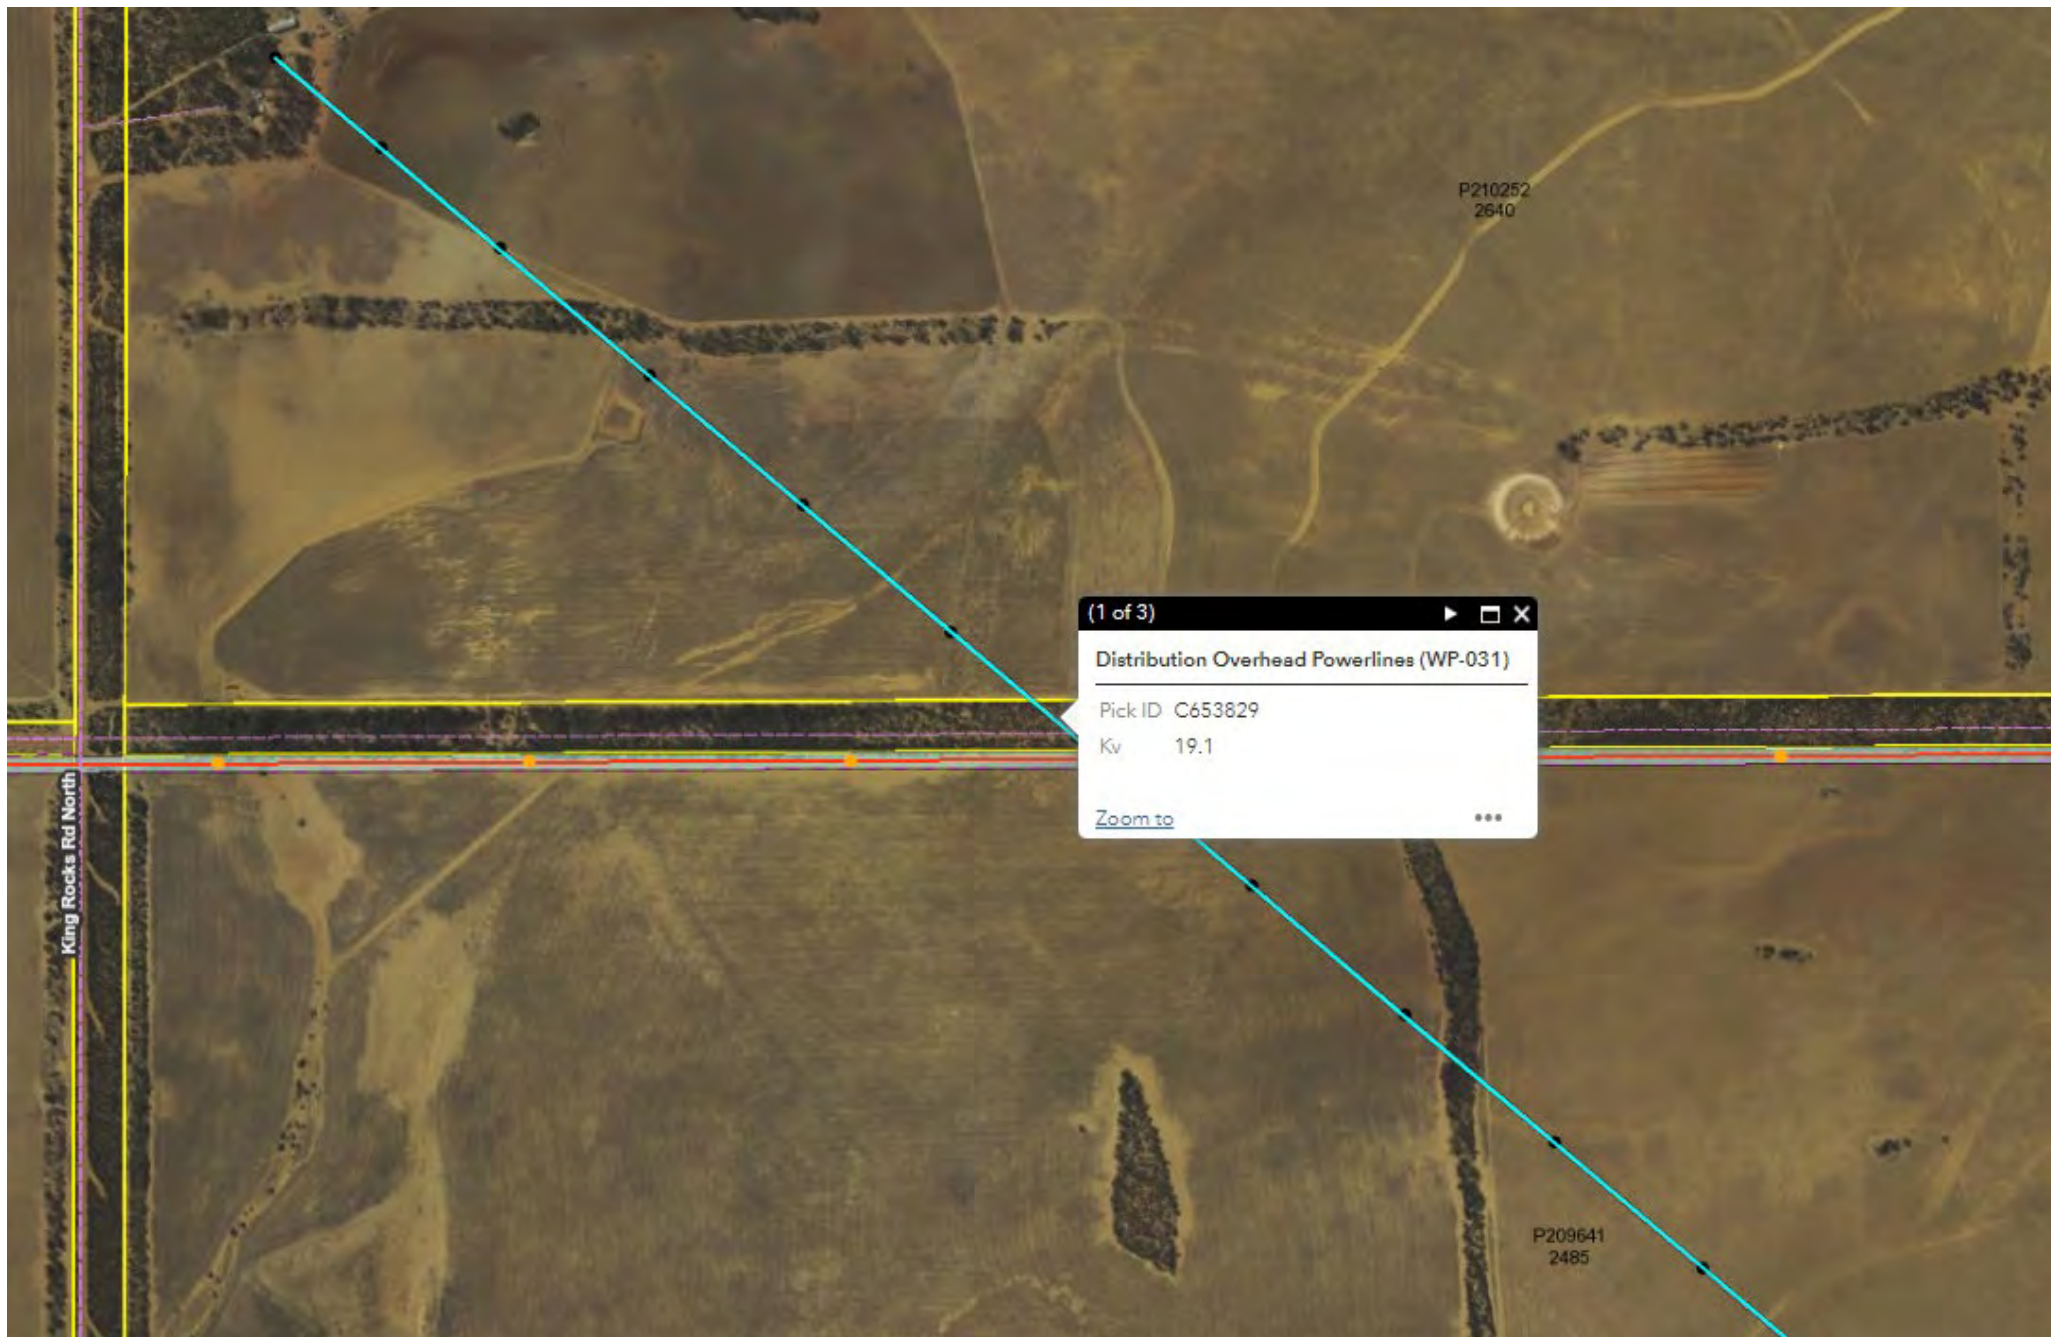 P210252
2640
(1 of 3)
Distribution Overhead Powerlines (WP-031)
Pick ID C653829
Kv 19.1
Zoom to
King Rocks Rd North
P209641
2485